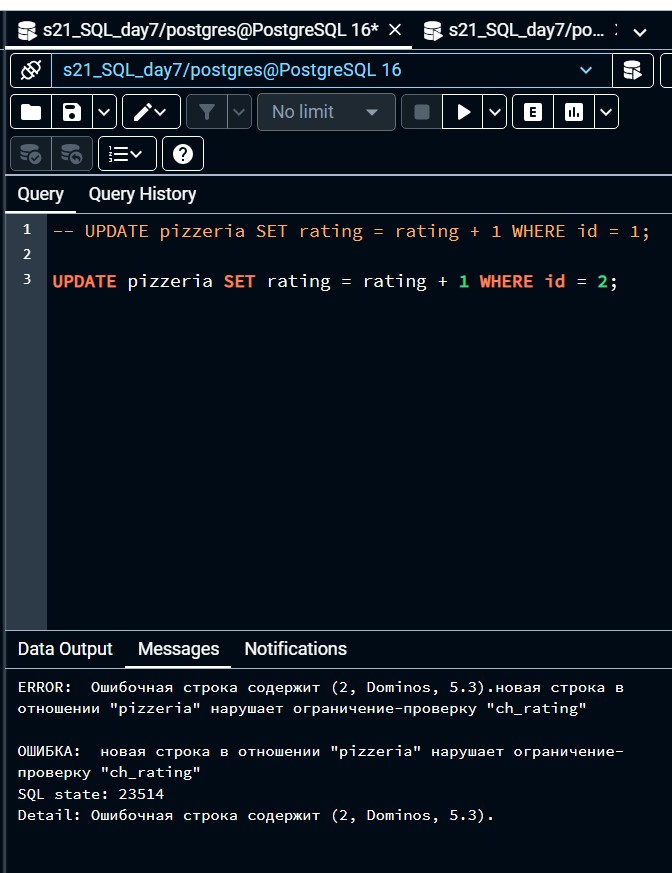 s21_SQL_day7/postgres@PostgreSQL 16*
s21_SQL_day7/po...
s21_SQL_day7/postgres@PostgreSQL 16
No limit
E
Query
Query History
1 -- UPDATE pizzeria SET rating = rating + 1 WHERE id = 1;
2
3 UPDATE pizzeria SET rating = rating + 1 WHERE id = 2;
Data Output
Messages
Notifications
ERROR:  Ошибочная строка содержит (2, Dominos, 5.3).новая строка в
отношении "pizzeria" нарушает ограничение-проверку "ch_rating"
ОШИБКА:  новая строка в отношении "pizzeria" нарушает ограничение-
проверку "ch_rating"
SQL state: 23514
Detail: Ошибочная строка содержит (2, Dominos, 5.3).